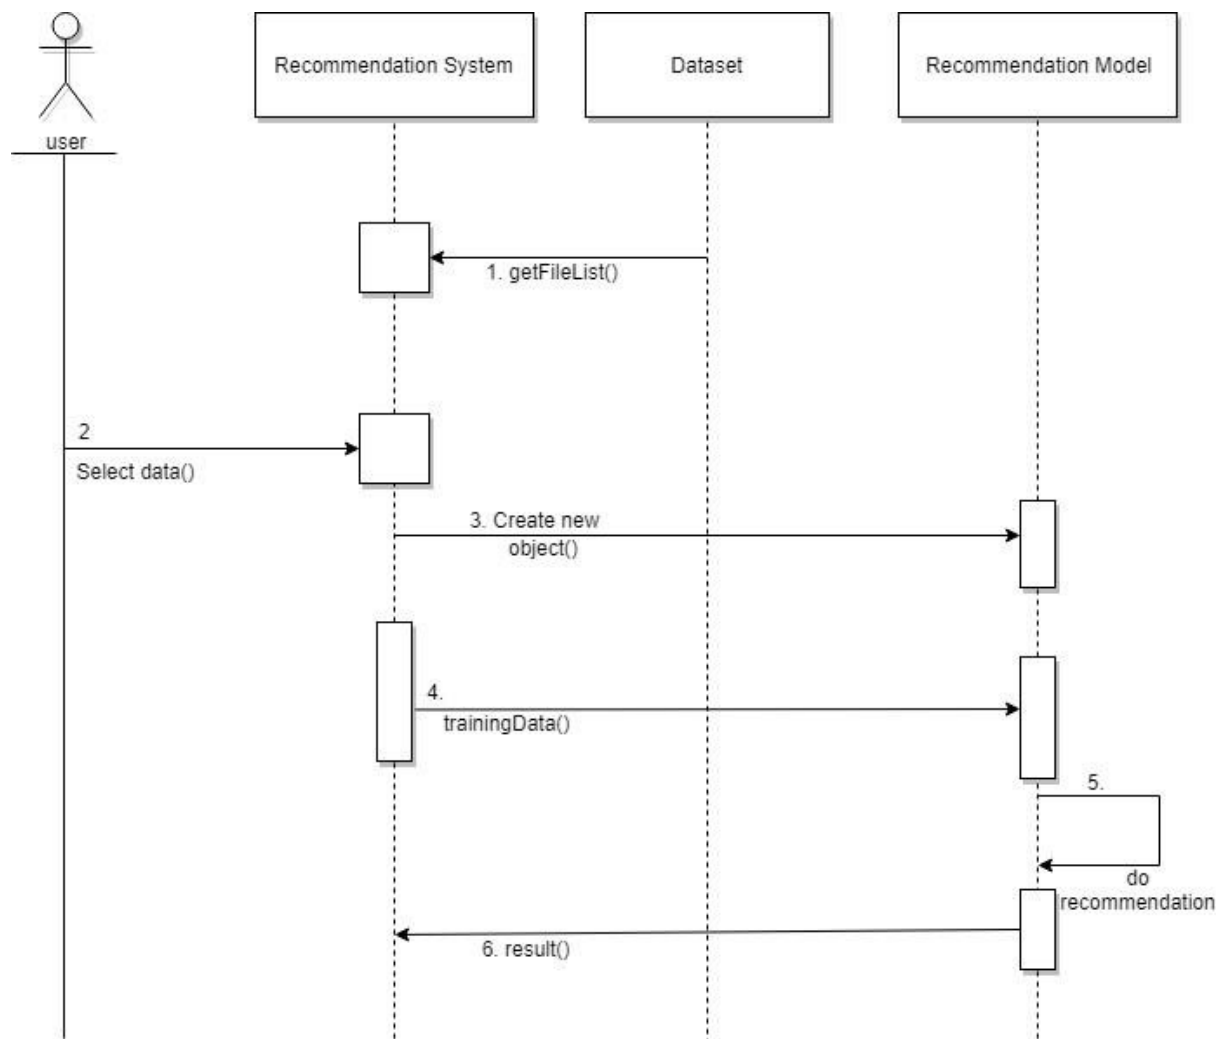 Recommendation System
Dataset
Recommendation Model
user
1. getFileList()
2
Select data()
3. Create new
object()
4.
trainingData()
5.
do
recommendation
6. result()